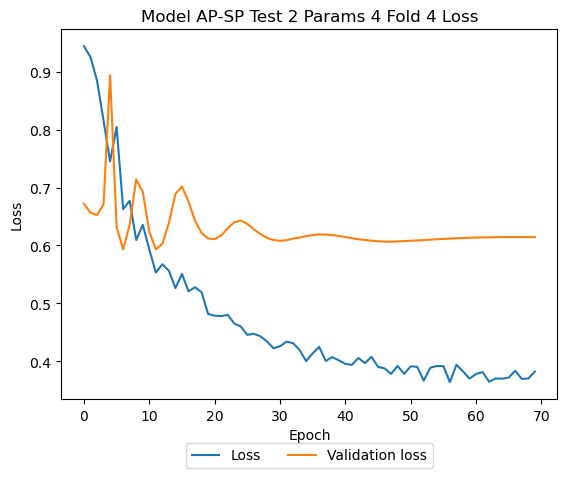 Model AP-SP Test 2 Params 4 Fold 4 Loss
Loss
0.9
0.8
0.7
0.6
0.5
0.4
0 10 20 30 40 50 60 70
Epoch
Loss Validation loss